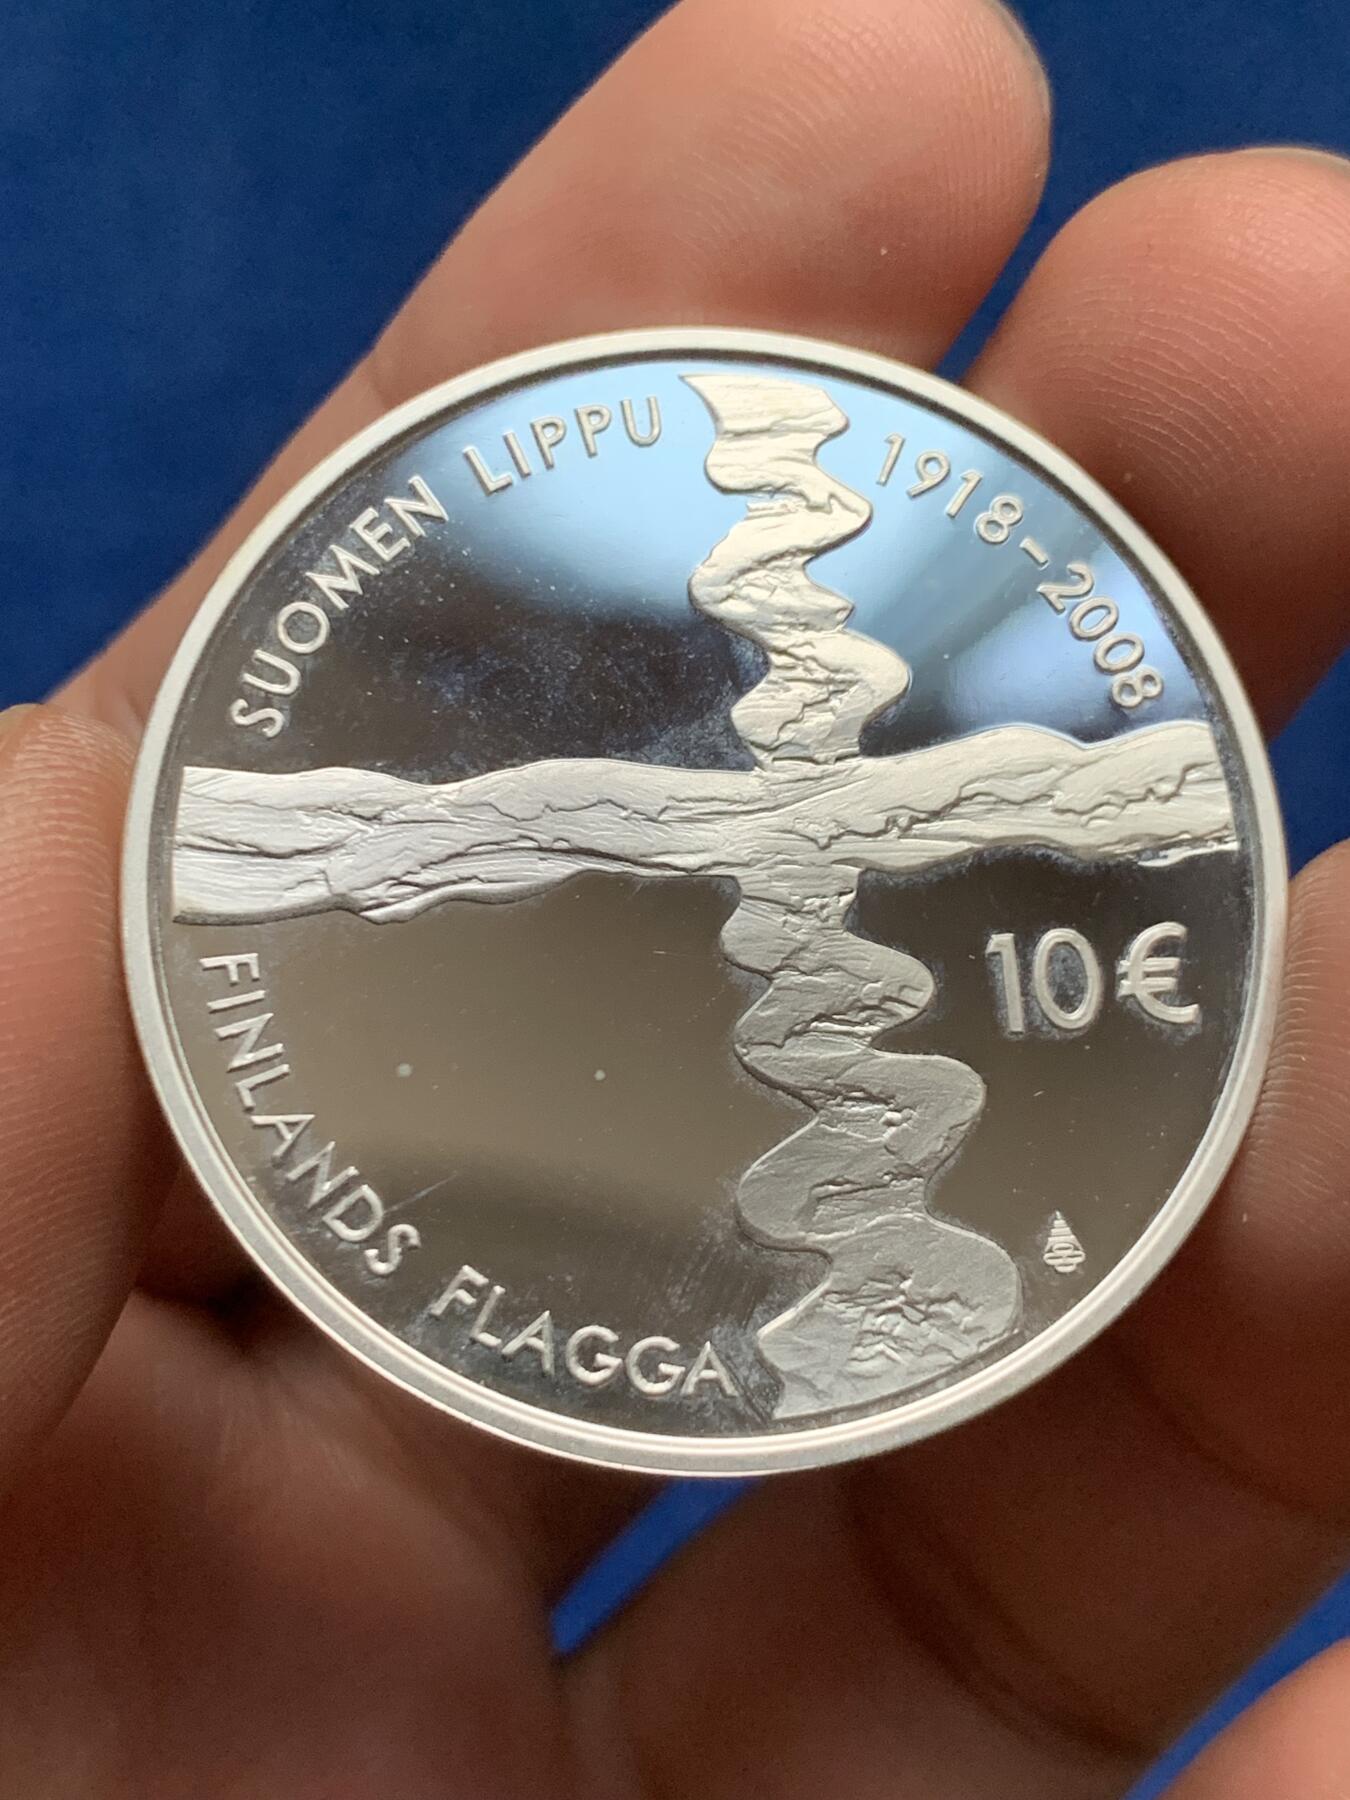 SUOMEN LIPPU
1918-2008
10€
FINLANDS FLAGGA